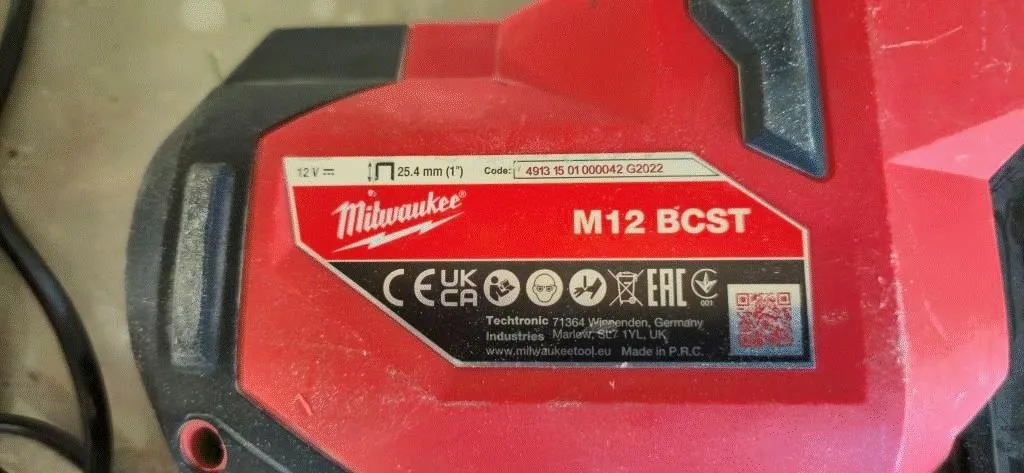 12 V
25.4 mm (1") Code: 4913 15 01 000042 G2022
Milwaukee®
M12 BCST
CE UK CA EAC 001
Techtronic 71364 Winnenden, Germany
Industries Marlow, SL7 1YL, UK
www.milwaukeetool.eu Made in P.R.C.